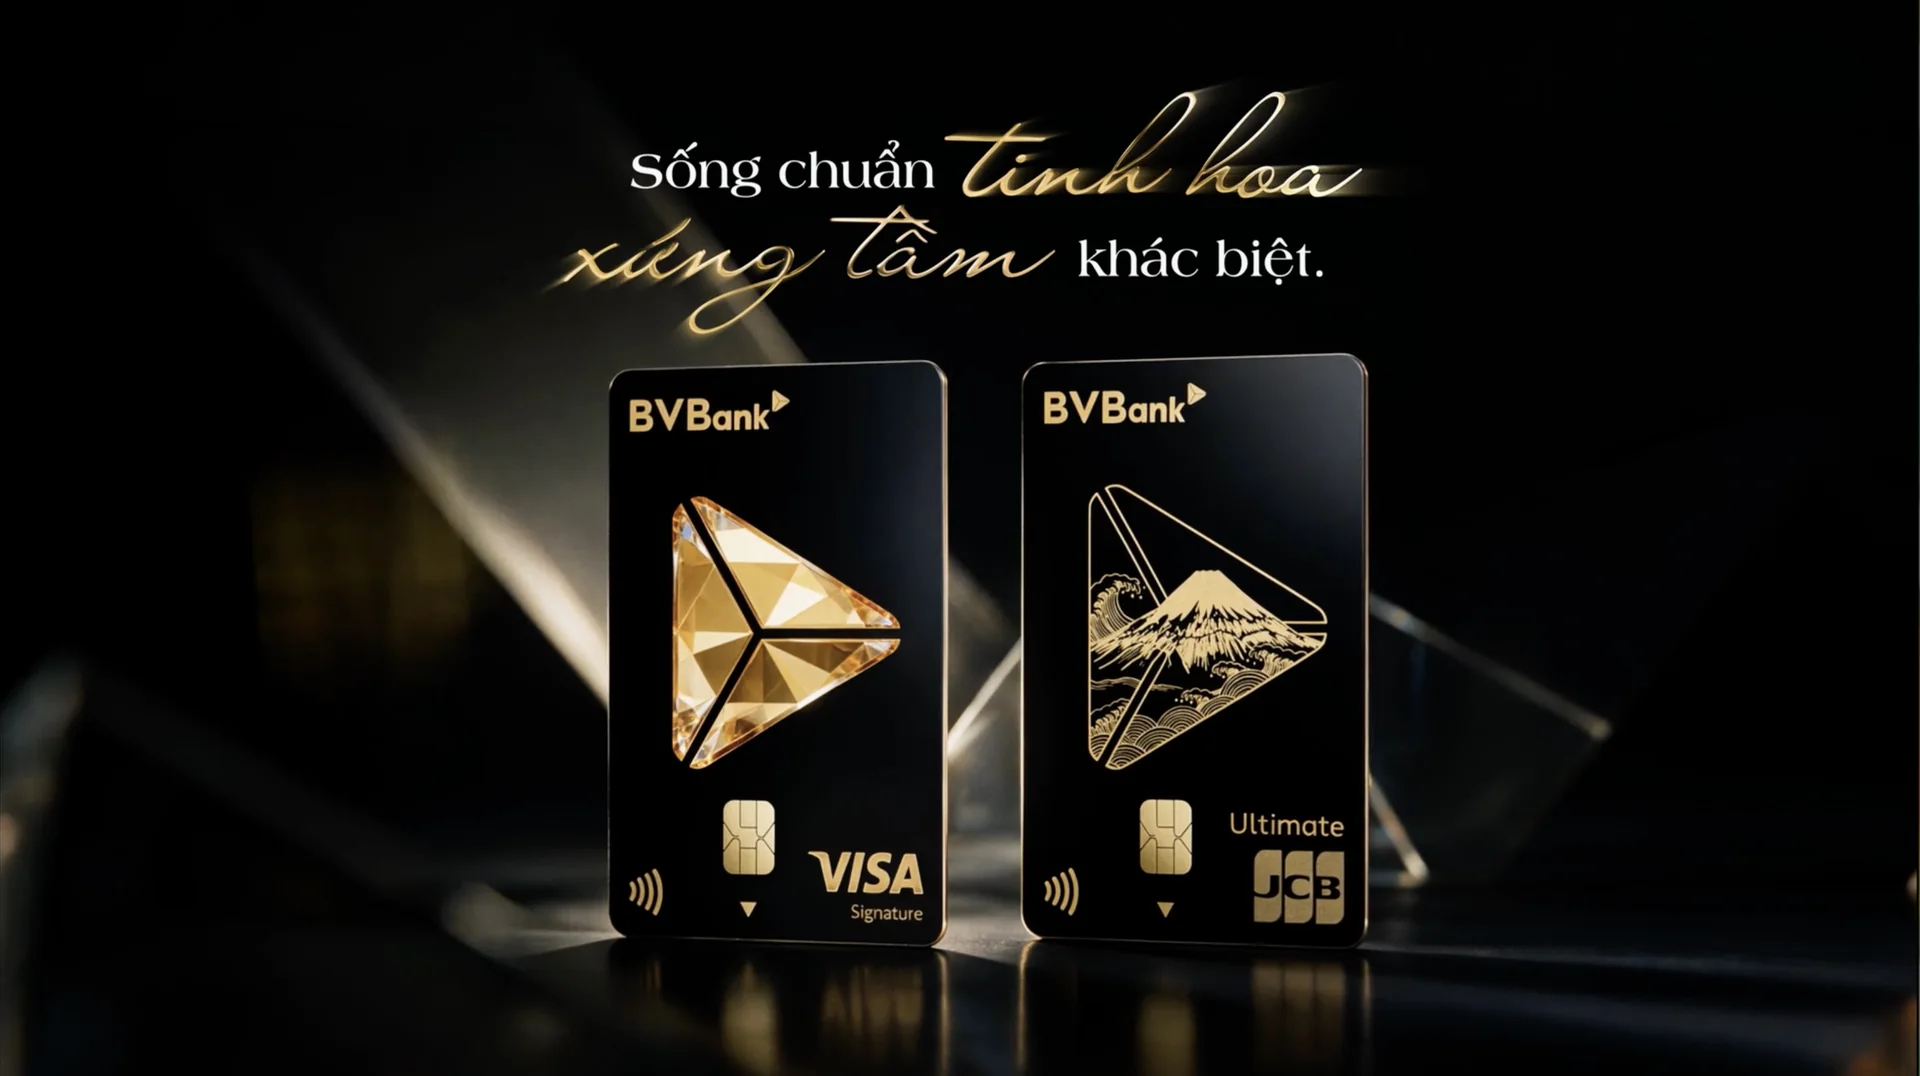 Sống chuẩn tinh hoa
xứng tầm khác biệt.
BVBank
VISA
Signature
BVBank
Ultimate
JCB